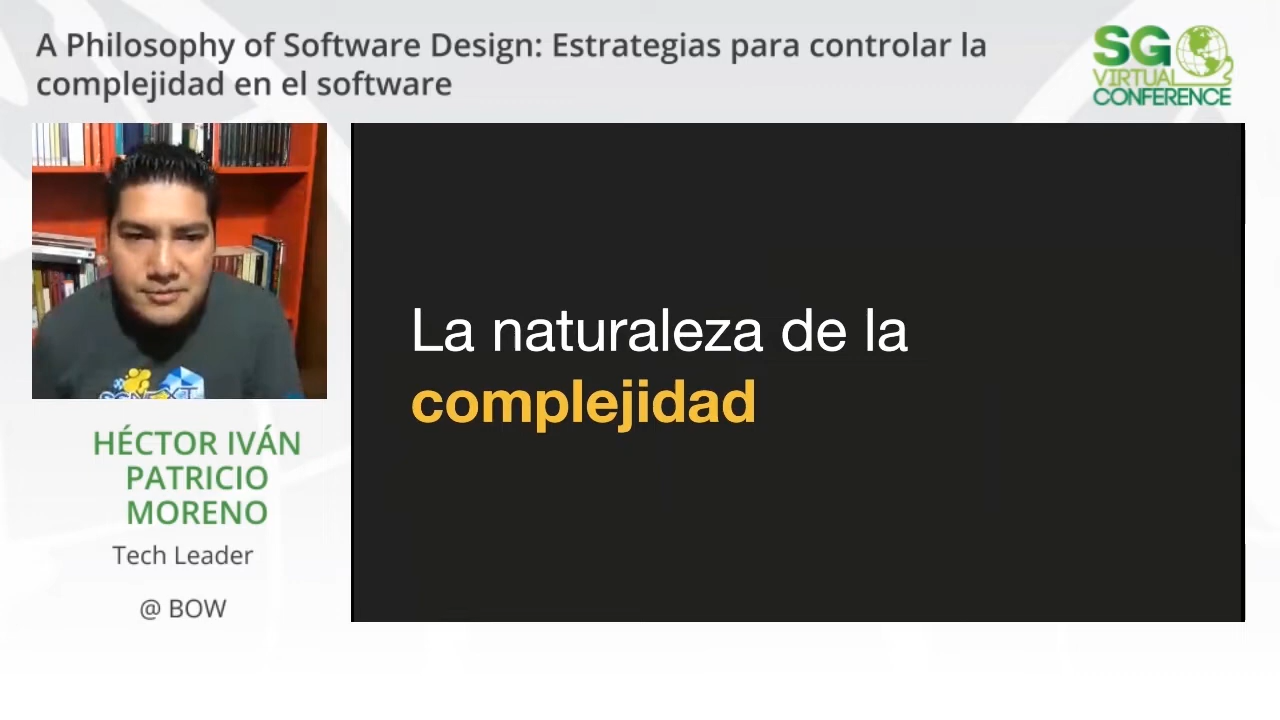 A Philosophy of Software Design: Estrategias para controlar la
complejidad en el software
SG
VIRTUAL
CONFERENCE
La naturaleza de la
complejidad
HÉCTOR IVÁN
PATRICIO
MORENO
Tech Leader
@ BOW